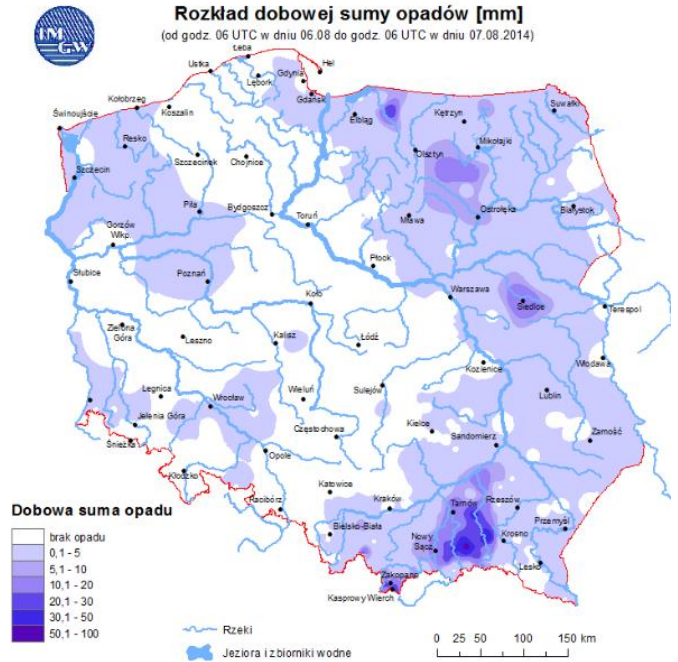 Rozkład dobowej sumy opadów [mm]
(od godz. 06 UTC w dniu 06.08 do godz. 06 UTC w dniu 07.08.2014)
IM
GW
Łeba
Ustka
Hel
Gdynia
Lębork
Gdańsk
Kołobrzeg
Koszalin
Świnoujście
Elbląg
Kętrzyn
Suwałki
Resko
Szczecinek
Chojnice
Olsztyn
Mikołajki
Szczecin
Piła
Bydgoszcz
Toruń
Mława
Ostrołęka
Białystok
Gorzów
Wlkp.
Płock
Słubice
Poznań
Koło
Warszawa
Siedlce
Terespol
Zielona
Góra
Leszno
Kalisz
Łódź
Kozienice
Włodawa
Legnica
Wrocław
Wieluń
Sulejów
Lublin
Jelenia Góra
Śnieżka
Częstochowa
Kielce
Sandomierz
Zamość
Kłodzko
Opole
Racibórz
Katowice
Kraków
Tarnów
Rzeszów
Przemyśl
Bielsko-Biała
Nowy
Sącz
Krosno
Lesko
Zakopane
Kasprowy Wierch
Dobowa suma opadu
brak opadu
0,1 - 5
5,1 - 10
10,1 - 20
20,1 - 30
30,1 - 50
50,1 - 100
Rzeki
Jeziora i zbiorniki wodne
0 25 50 100 150 km